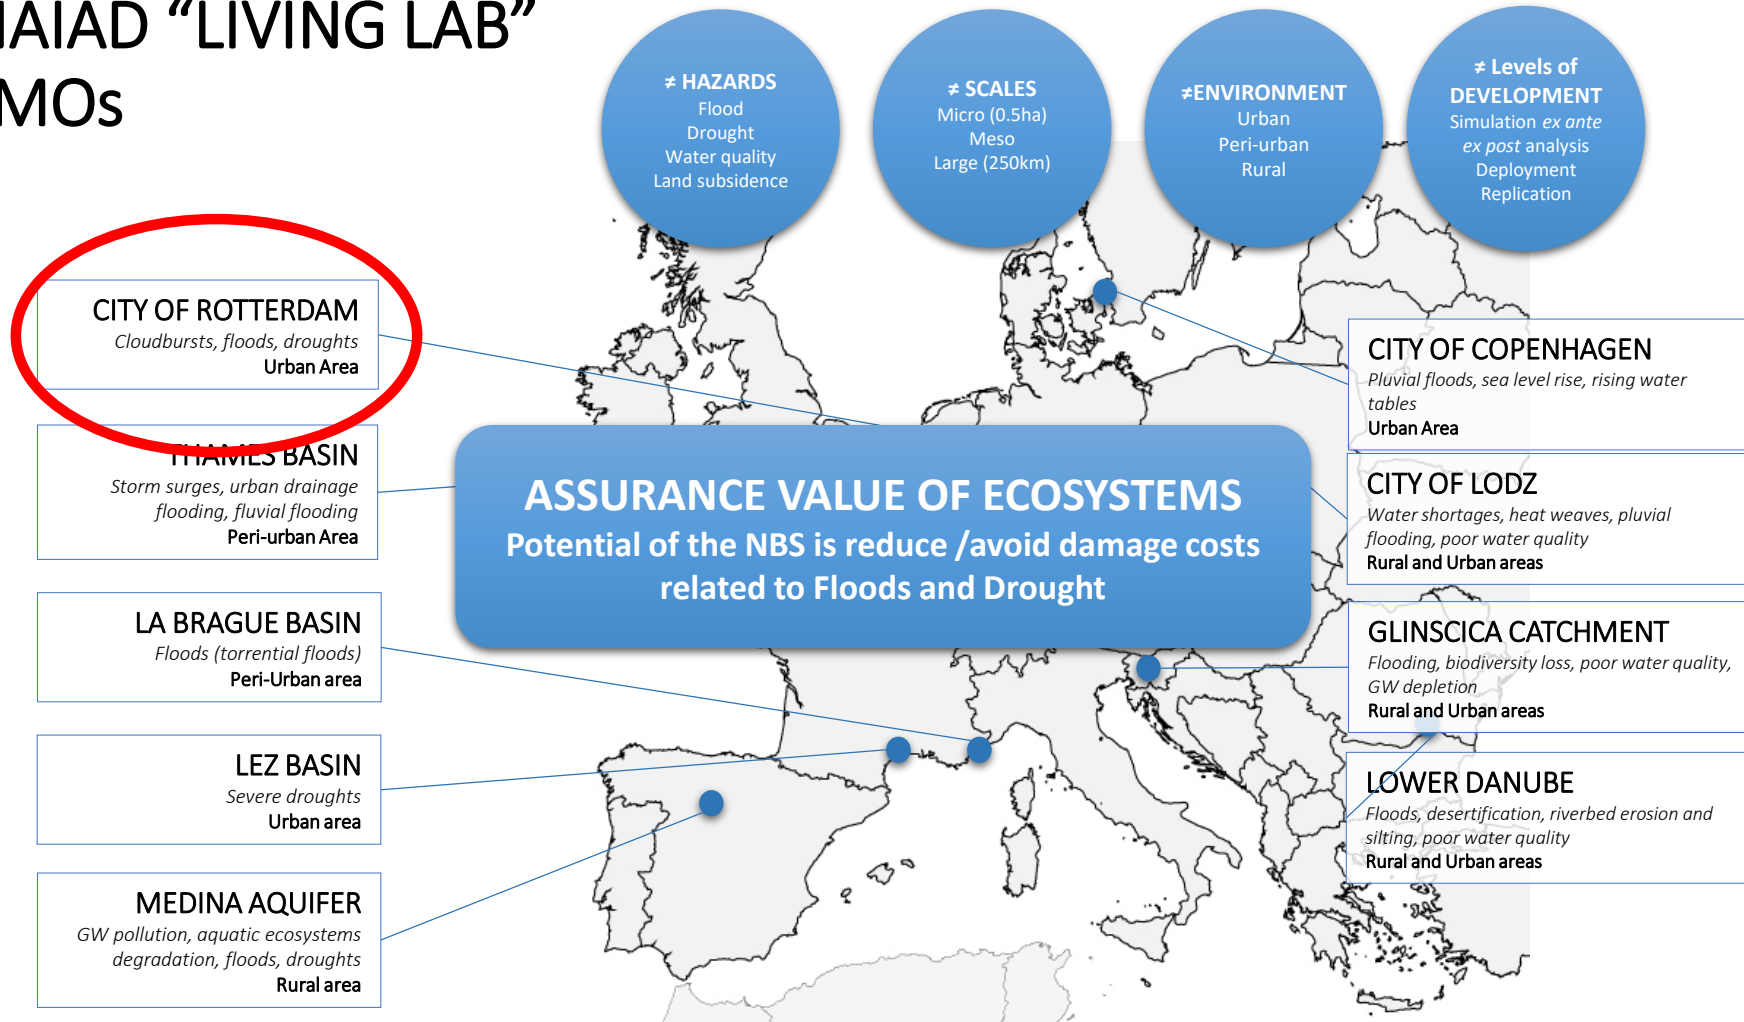 IAIAD “LIVING LAB”
MOs
≠ HAZARDS
Flood
Drought
Water quality
Land subsidence
≠ SCALES
Micro (0.5ha)
Meso
Large (250km)
≠ENVIRONMENT
Urban
Peri-urban
Rural
≠ Levels of
DEVELOPMENT
Simulation ex ante
ex post analysis
Deployment
Replication
CITY OF ROTTERDAM
Cloudbursts, floods, droughts
Urban Area
THAMES BASIN
Storm surges, urban drainage
flooding, fluvial flooding
Peri-urban Area
LA BRAGUE BASIN
Floods (torrential floods)
Peri-Urban area
LEZ BASIN
Severe droughts
Urban area
MEDINA AQUIFER
GW pollution, aquatic ecosystems
degradation, floods, droughts
Rural area
ASSURANCE VALUE OF ECOSYSTEMS
Potential of the NBS is reduce /avoid damage costs
related to Floods and Drought
CITY OF COPENHAGEN
Pluvial floods, sea level rise, rising water
tables
Urban Area
CITY OF LODZ
Water shortages, heat weaves, pluvial
flooding, poor water quality
Rural and Urban areas
GLINSCICA CATCHMENT
Flooding, biodiversity loss, poor water quality,
GW depletion
Rural and Urban areas
LOWER DANUBE
Floods, desertification, riverbed erosion and
silting, poor water quality
Rural and Urban areas